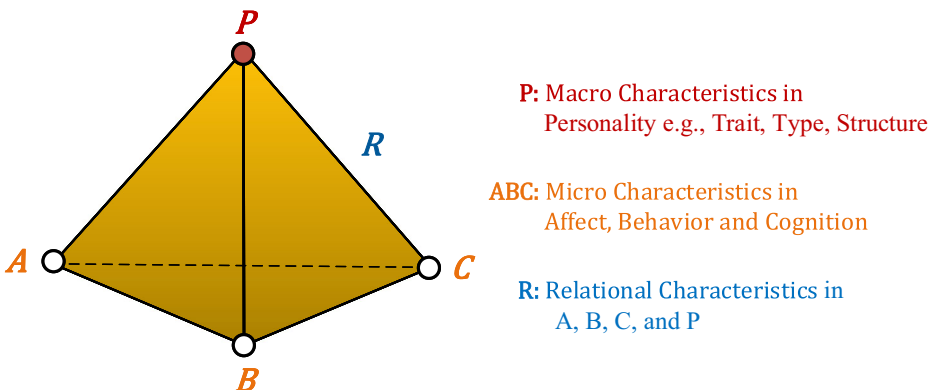 P
P: Macro Characteristics in
Personality e.g., Trait, Type, Structure
R
ABC: Micro Characteristics in
Affect, Behavior and Cognition
A
C
R: Relational Characteristics in
A, B, C, and P
B